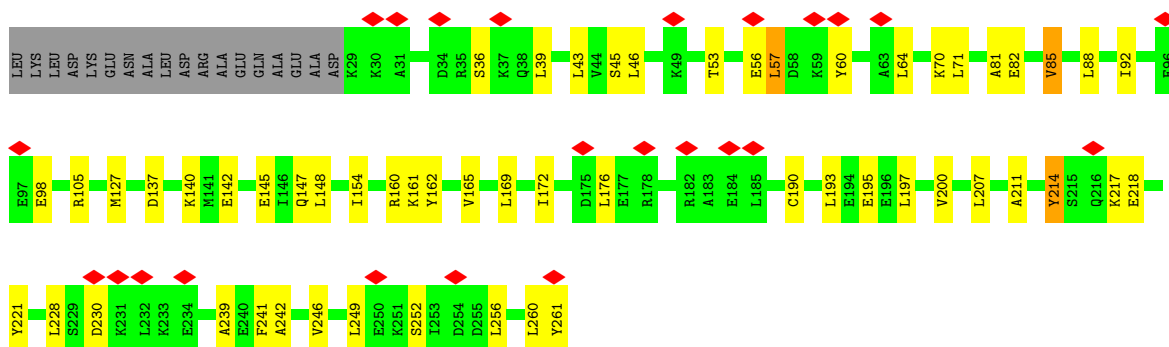 LEU LYS LEU ASP LYS GLU ASN ALA LEU ASP ARG ALA GLU GLN ALA GLU ALA ASP K29 K30 A31 D34 R35 S36 K37 Q38 L39 L43 V44 S45 L46 K49 T53 E56 L57 D58 K59 Y60 A63 L64 K70 L71 A81 E82 V85 L88 I92 E96
E97 E98 R105 M127 D137 K140 M141 E142 E145 I146 Q147 L148 I154 R160 K161 Y162 V165 L169 I172 D175 L176 E177 R178 R182 A183 E184 L185 C190 L193 E194 E195 E196 L197 V200 L207 A211 Y214 S215 Q216 K217 E218
Y221 L228 S229 D230 K231 L232 K233 E234 A239 E240 F241 A242 V246 L249 E250 K251 S252 I253 D254 D255 L256 L260 Y261